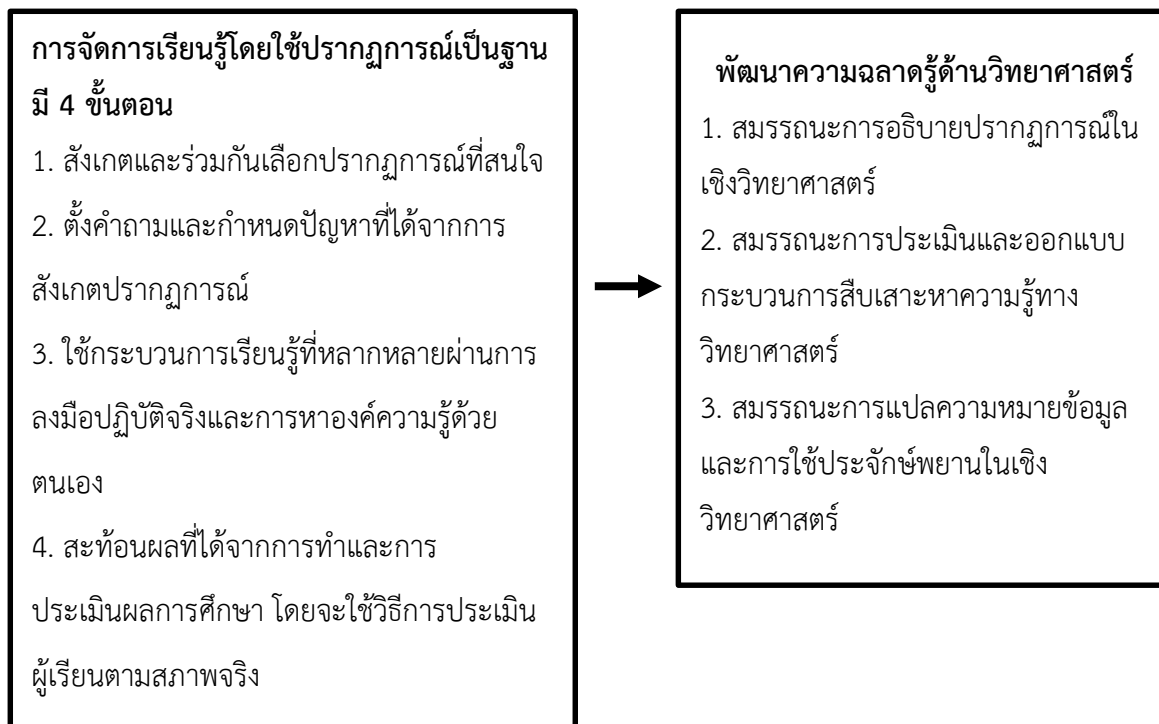 การจัดการเรียนรู้โดยใช้ปรากฏการณ์เป็นฐาน
มี 4 ขั้นตอน
1. สังเกตและร่วมกันเลือกปรากฏการณ์ที่สนใจ
2. ตั้งคำถามและกำหนดปัญหาที่ได้จากการ
สังเกตปรากฏการณ์
3. ใช้กระบวนการเรียนรู้ที่หลากหลายผ่านการ
ลงมือปฏิบัติจริงและการหาองค์ความรู้ด้วย
ตนเอง
4. สะท้อนผลที่ได้จากการทำและการ
ประเมินผลการศึกษา โดยจะใช้วิธีการประเมิน
ผู้เรียนตามสภาพจริง
พัฒนาความฉลาดรู้ด้านวิทยาศาสตร์
1. สมรรถนะการอธิบายปรากฏการณ์ใน
เชิงวิทยาศาสตร์
2. สมรรถนะการประเมินและออกแบบ
กระบวนการสืบเสาะหาความรู้ทาง
วิทยาศาสตร์
3. สมรรถนะการแปลความหมายข้อมูล
และการใช้ประจักษ์พยานในเชิง
วิทยาศาสตร์